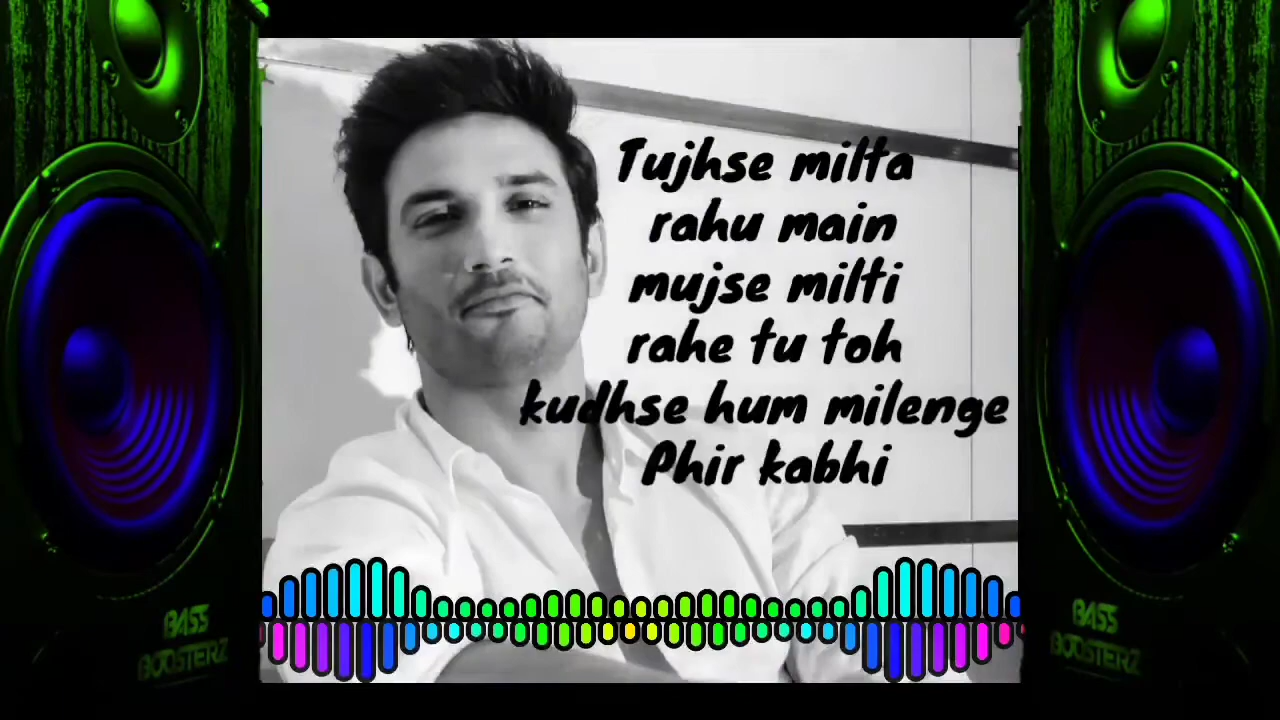 Tujhse milta
rahu main
mujse milti
rahe tu toh
kudhse hum milenge
Phir kabhi
BASS
BOOSTERZ
BASS
BOOSTERZ